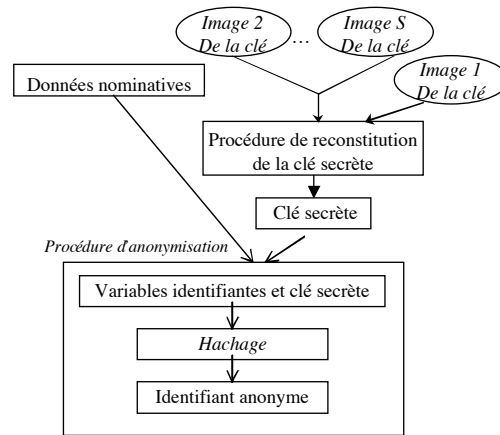 Image 2
De la clé
…
Image S
De la clé
Image 1
De la clé
Données nominatives
Procédure de reconstitution
de la clé secrète
Clé secrète
Procédure d'anonymisation
Variables identifiantes et clé secrète
Hachage
Identifiant anonyme